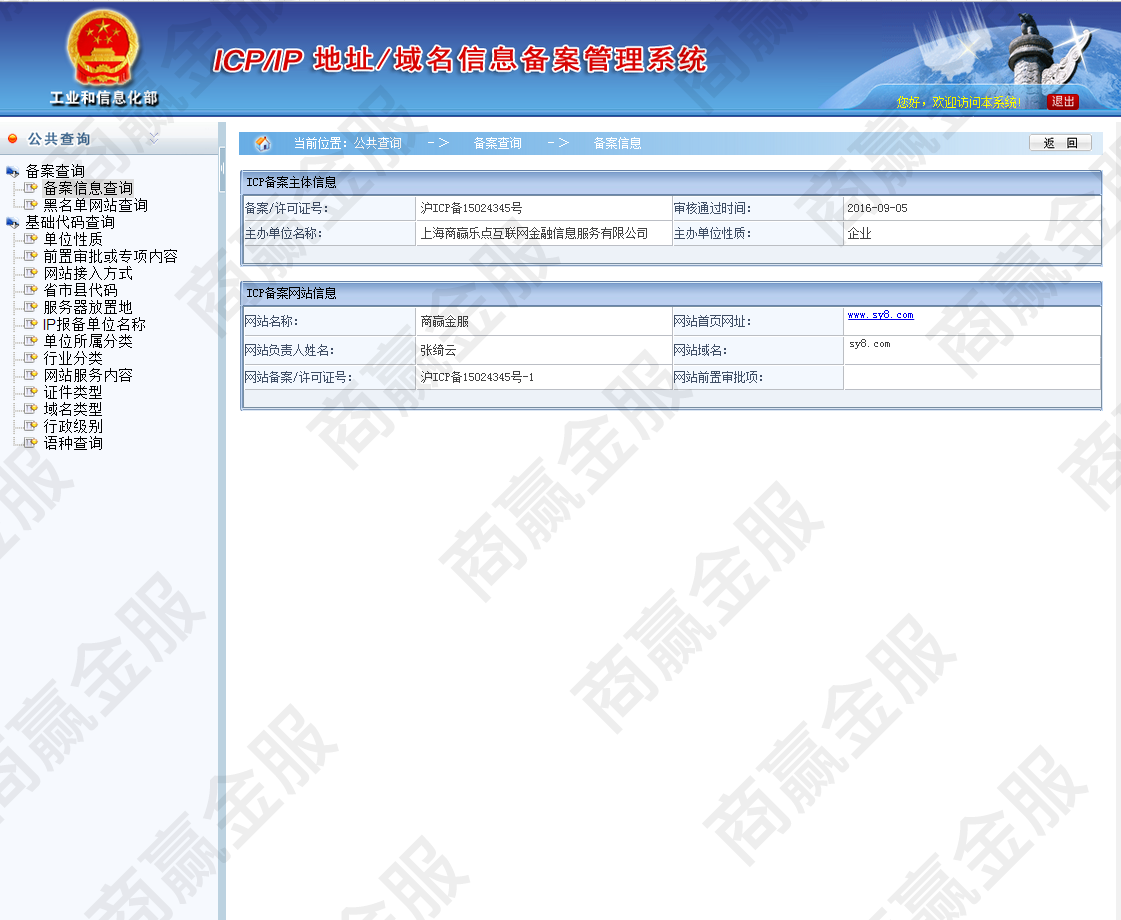 ICP/IP 地址/域名信息备案管理系统
工业和信息化部
您好，欢迎访问本系统！ 退出
公共查询
备案查询
备案信息查询
黑名单网站查询
基础代码查询
单位性质
前置审批或专项内容
网站接入方式
省市县代码
服务器放置地
IP报备单位名称
单位所属分类
行业分类
网站服务内容
证件类型
域名类型
行政级别
语种查询
当前位置：公共查询 -> 备案查询 -> 备案信息 返 回
ICP备案主体信息
备案/许可证号： 沪ICP备15024345号 审核通过时间： 2016-09-05
主办单位名称： 上海商赢乐点互联网金融信息服务有限公司 主办单位性质： 企业
ICP备案网站信息
网站名称： 商赢金服 网站首页网址： www.sy8.com
网站负责人姓名： 张绮云 网站域名： sy8.com
网站备案/许可证号： 沪ICP备15024345号-1 网站前置审批项：
商赢金服
商赢金服
商赢金服
商赢金服
商赢金服
商赢金服
商赢金服